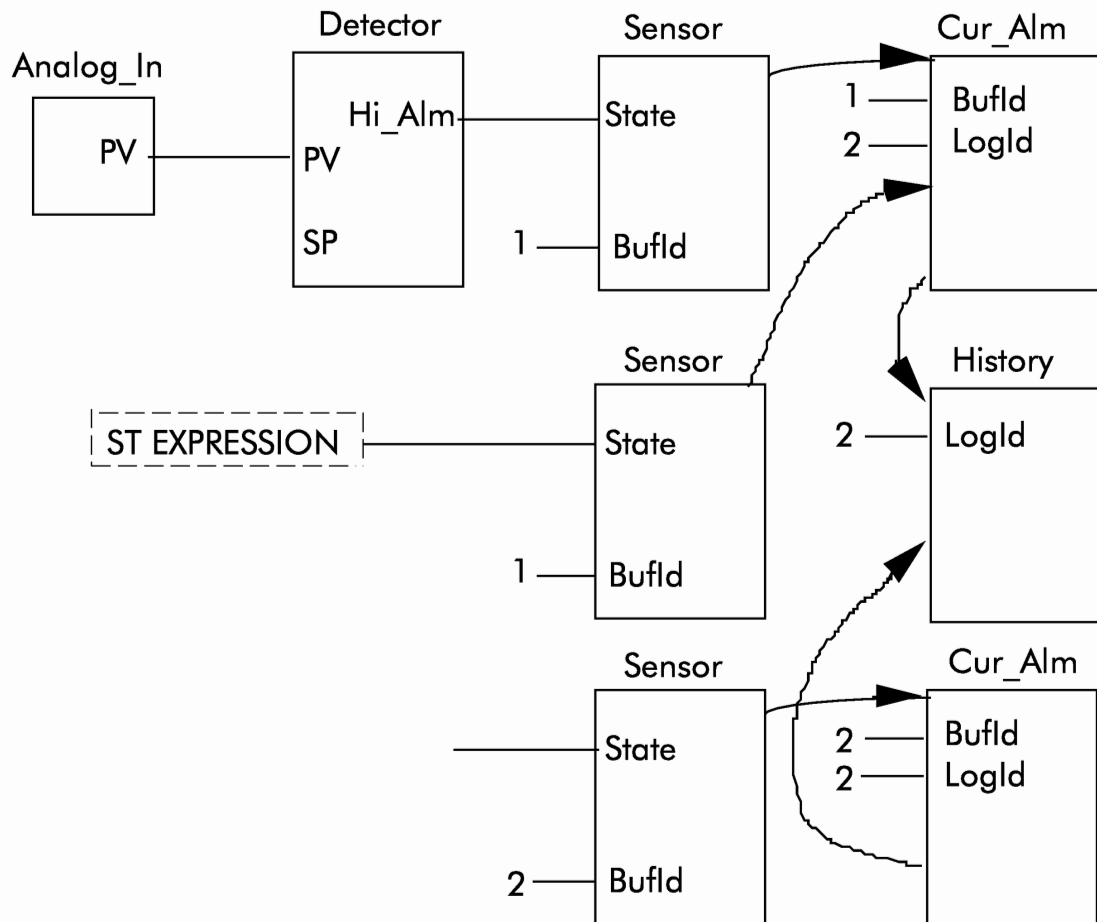 Analog_In
PV
Detector
Hi_Alm
PV
SP
Sensor
State
1 BufId
Cur_Alm
1 BufId
2 LogId
ST EXPRESSION
Sensor
State
1 BufId
History
2 LogId
Sensor
State
2 BufId
Cur_Alm
2 BufId
2 LogId